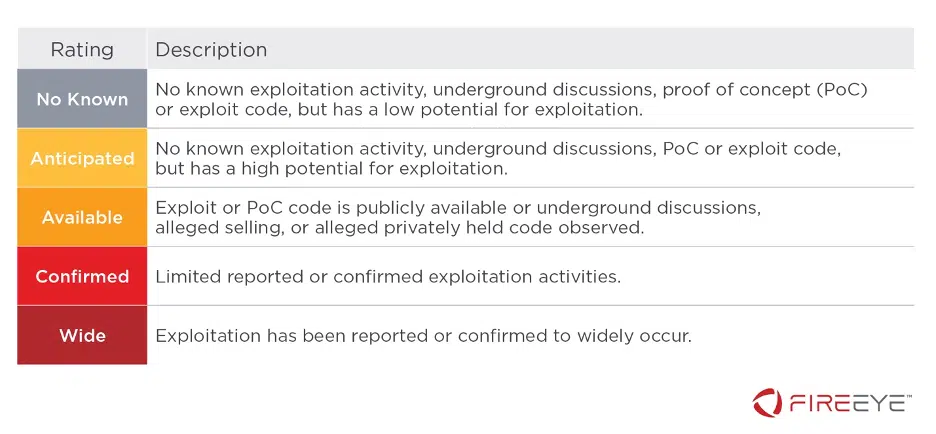 Rating Description
No Known
No known exploitation activity, underground discussions, proof of concept (PoC)
or exploit code, but has a low potential for exploitation.
Anticipated
No known exploitation activity, underground discussions, PoC or exploit code,
but has a high potential for exploitation.
Available
Exploit or PoC code is publicly available or underground discussions,
alleged selling, or alleged privately held code observed.
Confirmed
Limited reported or confirmed exploitation activities.
Wide
Exploitation has been reported or confirmed to widely occur.
FIREEYE™